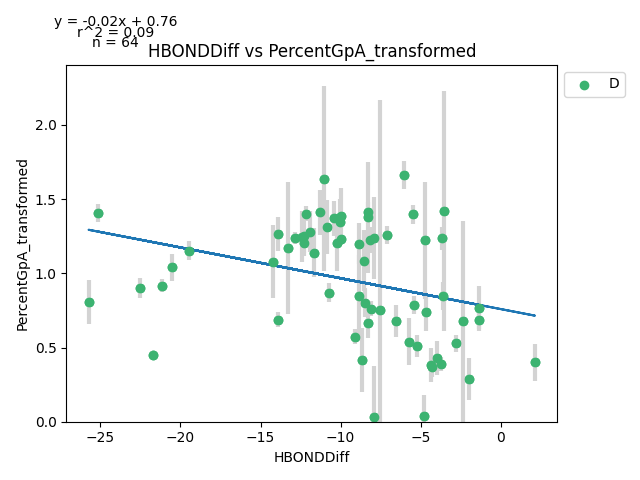 y = -0.02x + 0.76
r^2 = 0.09
n = 64
HBONDDiff vs PercentGpA_transformed
D
PercentGpA_transformed
2.0
1.5
1.0
0.5
0.0
−25
−20
−15
−10
−5
0
HBONDDiff